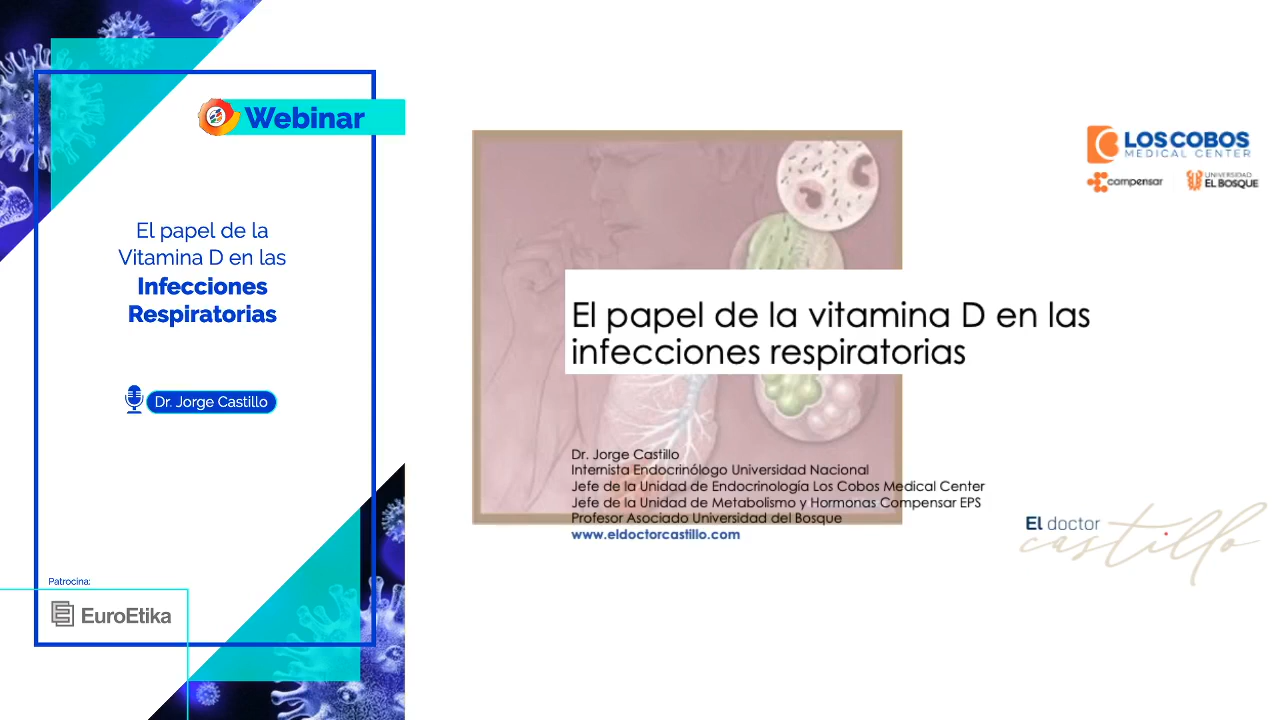 Webinar
El papel de la
Vitamina D en las
Infecciones
Respiratorias
Dr. Jorge Castillo
Patrocina:
EuroEtika
El papel de la vitamina D en las
infecciones respiratorias
Dr. Jorge Castillo
Internista Endocrinólogo Universidad Nacional
Jefe de la Unidad de Endocrinología Los Cobos Medical Center
Jefe de la Unidad de Metabolismo y Hormonas Compensar EPS
Profesor Asociado Universidad del Bosque
www.eldoctorcastillo.com
LOS COBOS
MEDICAL CENTER
compensar
UNIVERSIDAD
EL BOSQUE
El doctor
castillo